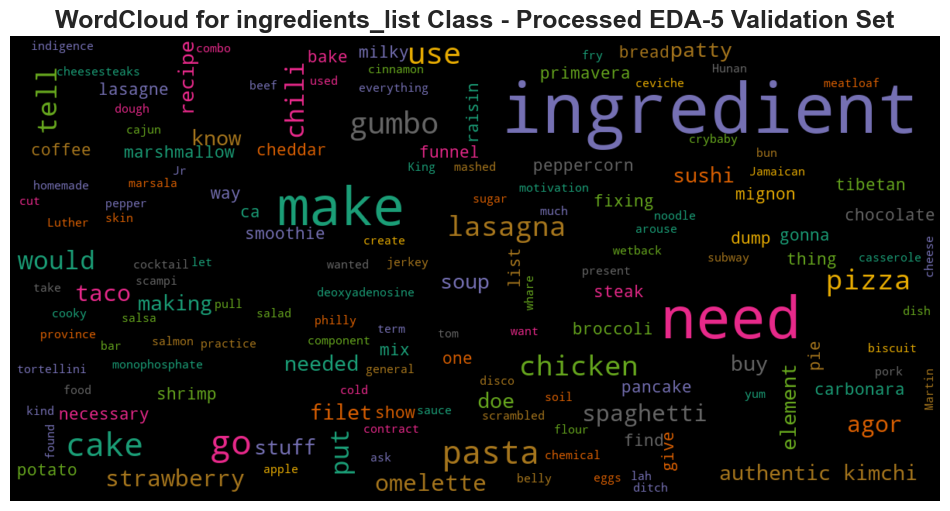 WordCloud for ingredients_list Class - Processed EDA-5 Validation Set
indigence
combo
milky
use
fry
bread
patty
cheesesteaks
tell
lasagne
recipe
bake
chili
beef
used
cinnamon
everything
raisin
primavera
ceviche
Hunan
meatloaf
ingredient
dough
cajun
know
gumbo
coffee
marshmallow
cheddar
funnel
crybaby
bun
King
mashed
peppercorn
sushi
Jamaican
tibetan
homemade
marsala
Jr
way
make
sugar
motivation
fixing
mignon
cut
pepper
skin
Luther
ca
smoothie
create
lasagna
much
noodle
arouse
chocolate
dump
gonna
would
cocktail
let
wanted
jerkey
list
wetback
subway
thing
casserole
cheese
scampi
take
taco
making
pull
deoxyadenosine
soup
whare
steak
present
need
pizza
cooky
salsa
salad
philly
term
tom
want
broccoli
dish
province
bar
salmon
practice
component
mix
one
chicken
buy
pie
biscuit
tortellini
monophosphate
needed
general
disco
pancake
element
pork
food
shrimp
cold
doe
soil
yum
carbonara
Martin
kind
necessary
filet
show
sauce
scrambled
spaghetti
agor
found
cake
go
stuff
put
contract
pasta
flour
find
give
potato
strawberry
apple
ask
omelette
belly
chemical
eggs
lah
ditch
authentic kimchi